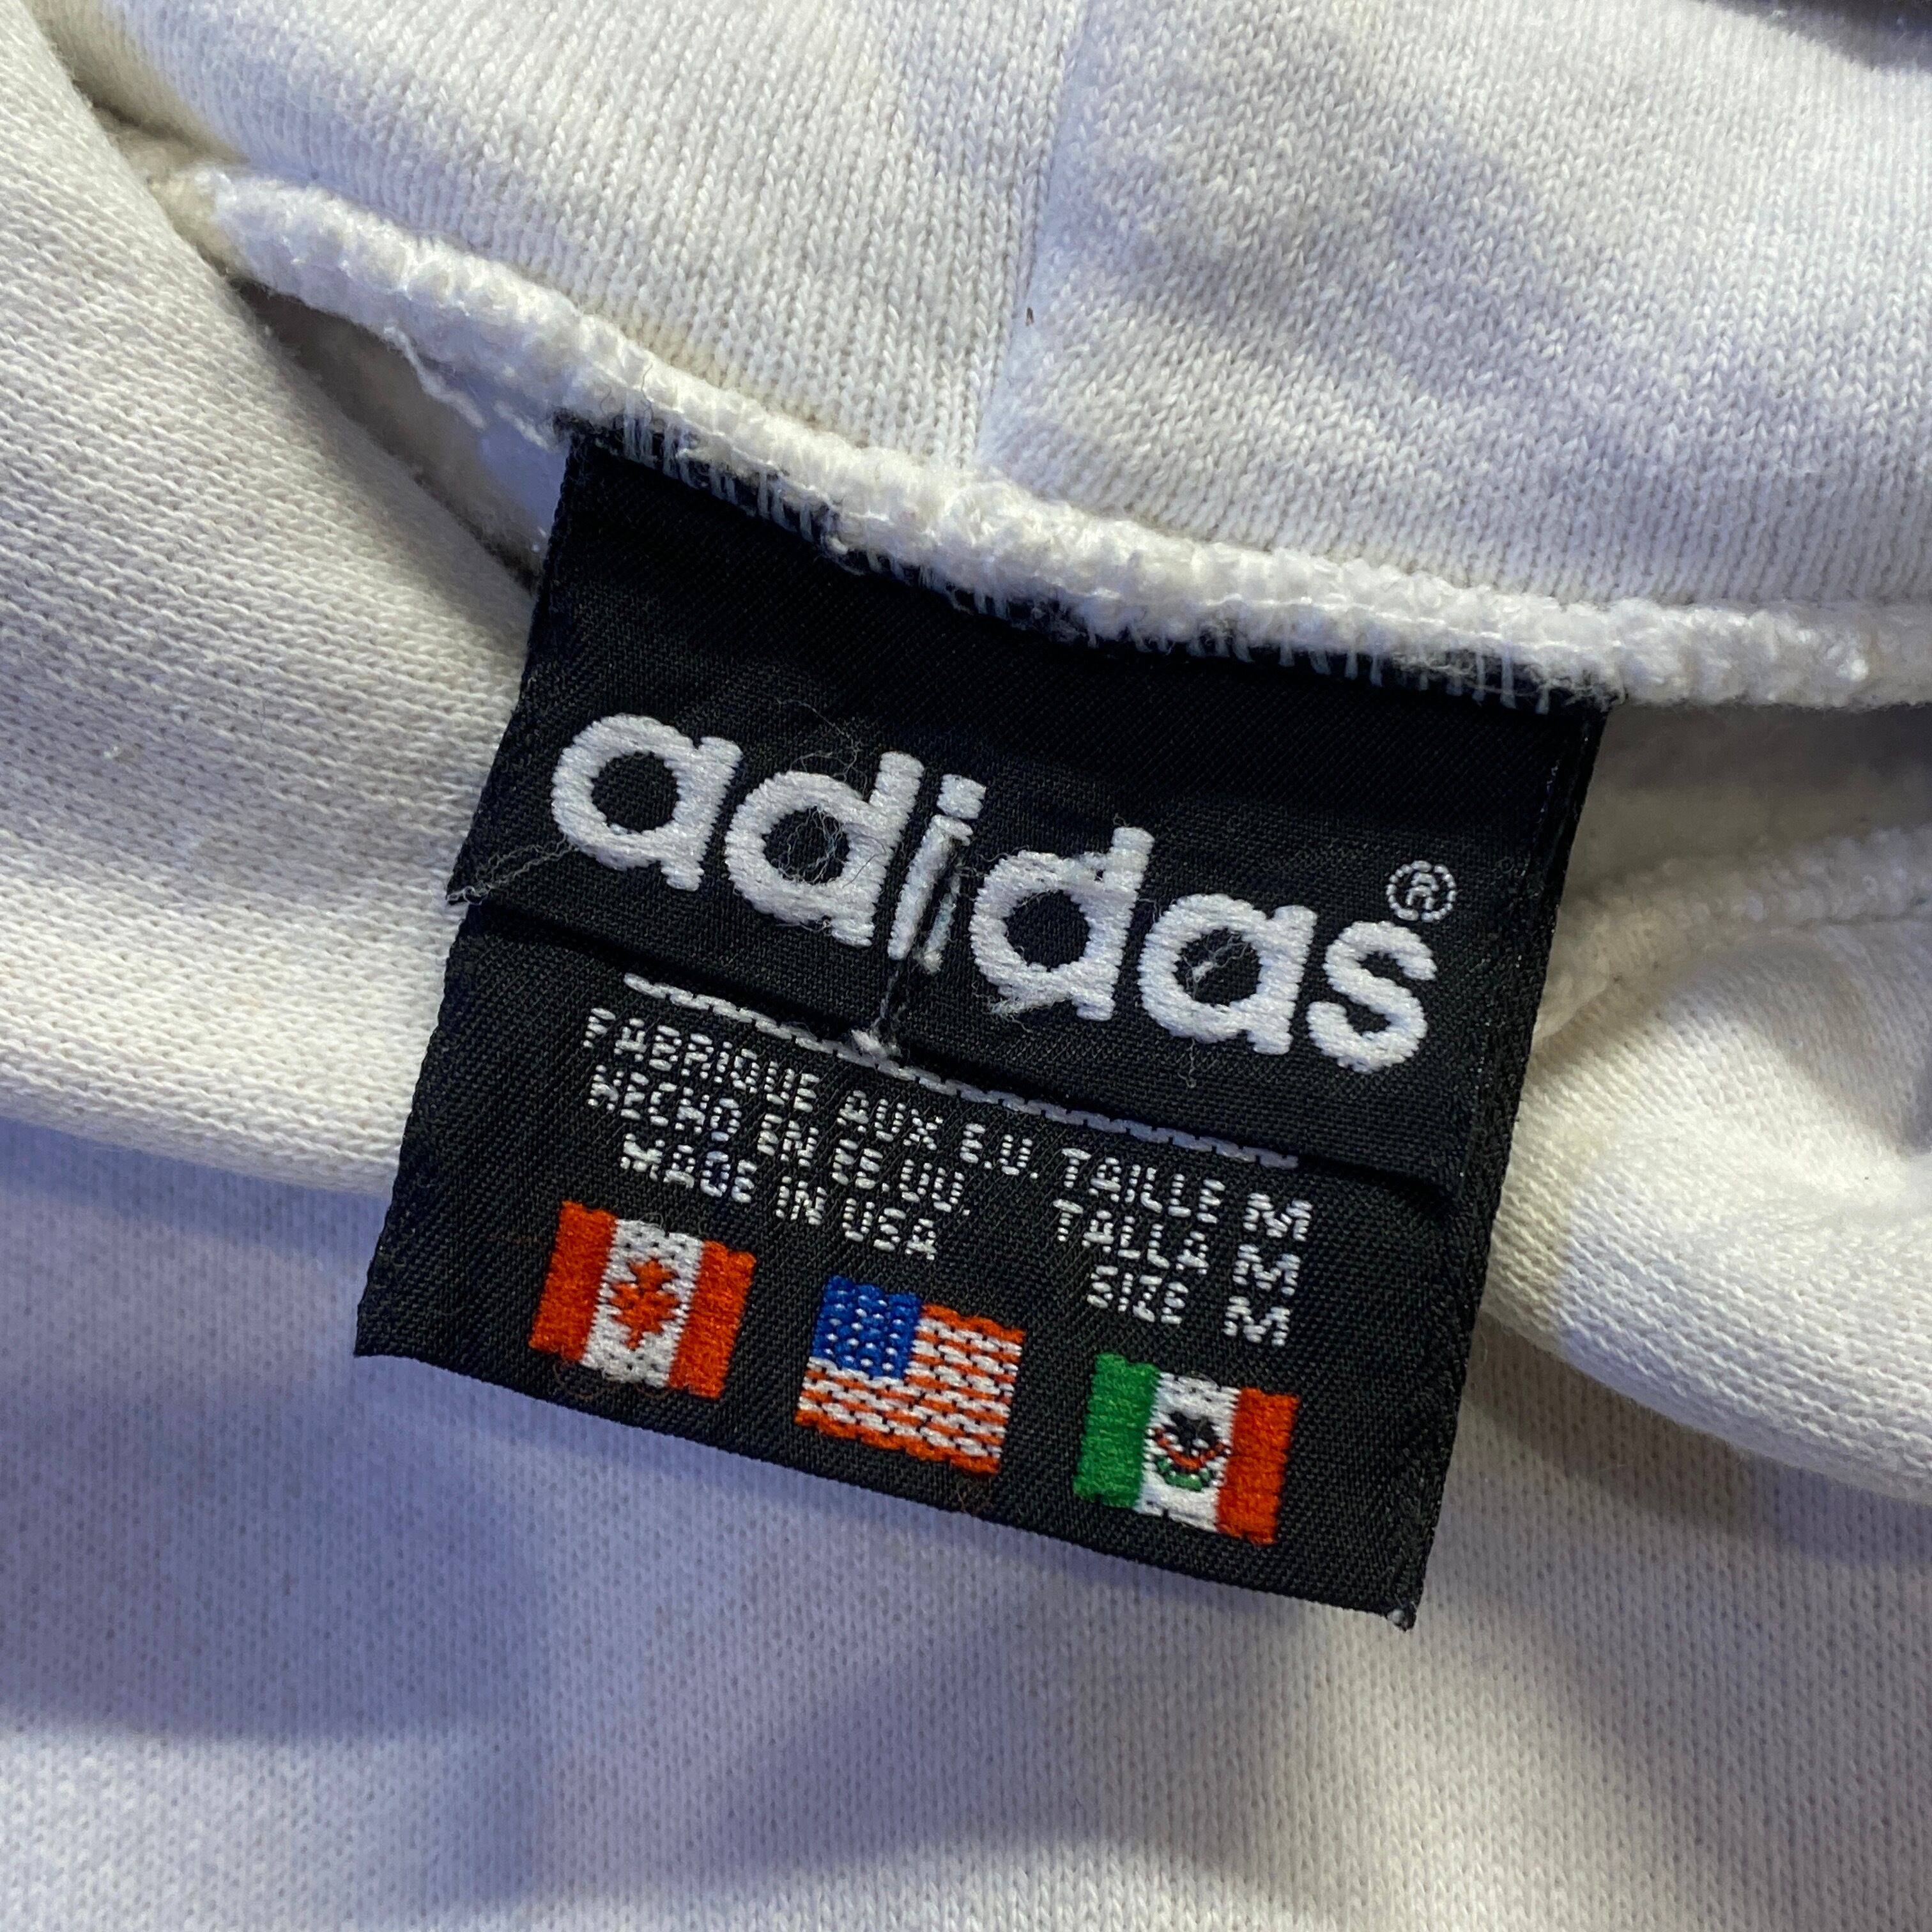 adidas®
FABRIQUE AUX E.U. TAILLE M
HECHO EN EE.UU. TALLA M
MADE IN USA SIZE M